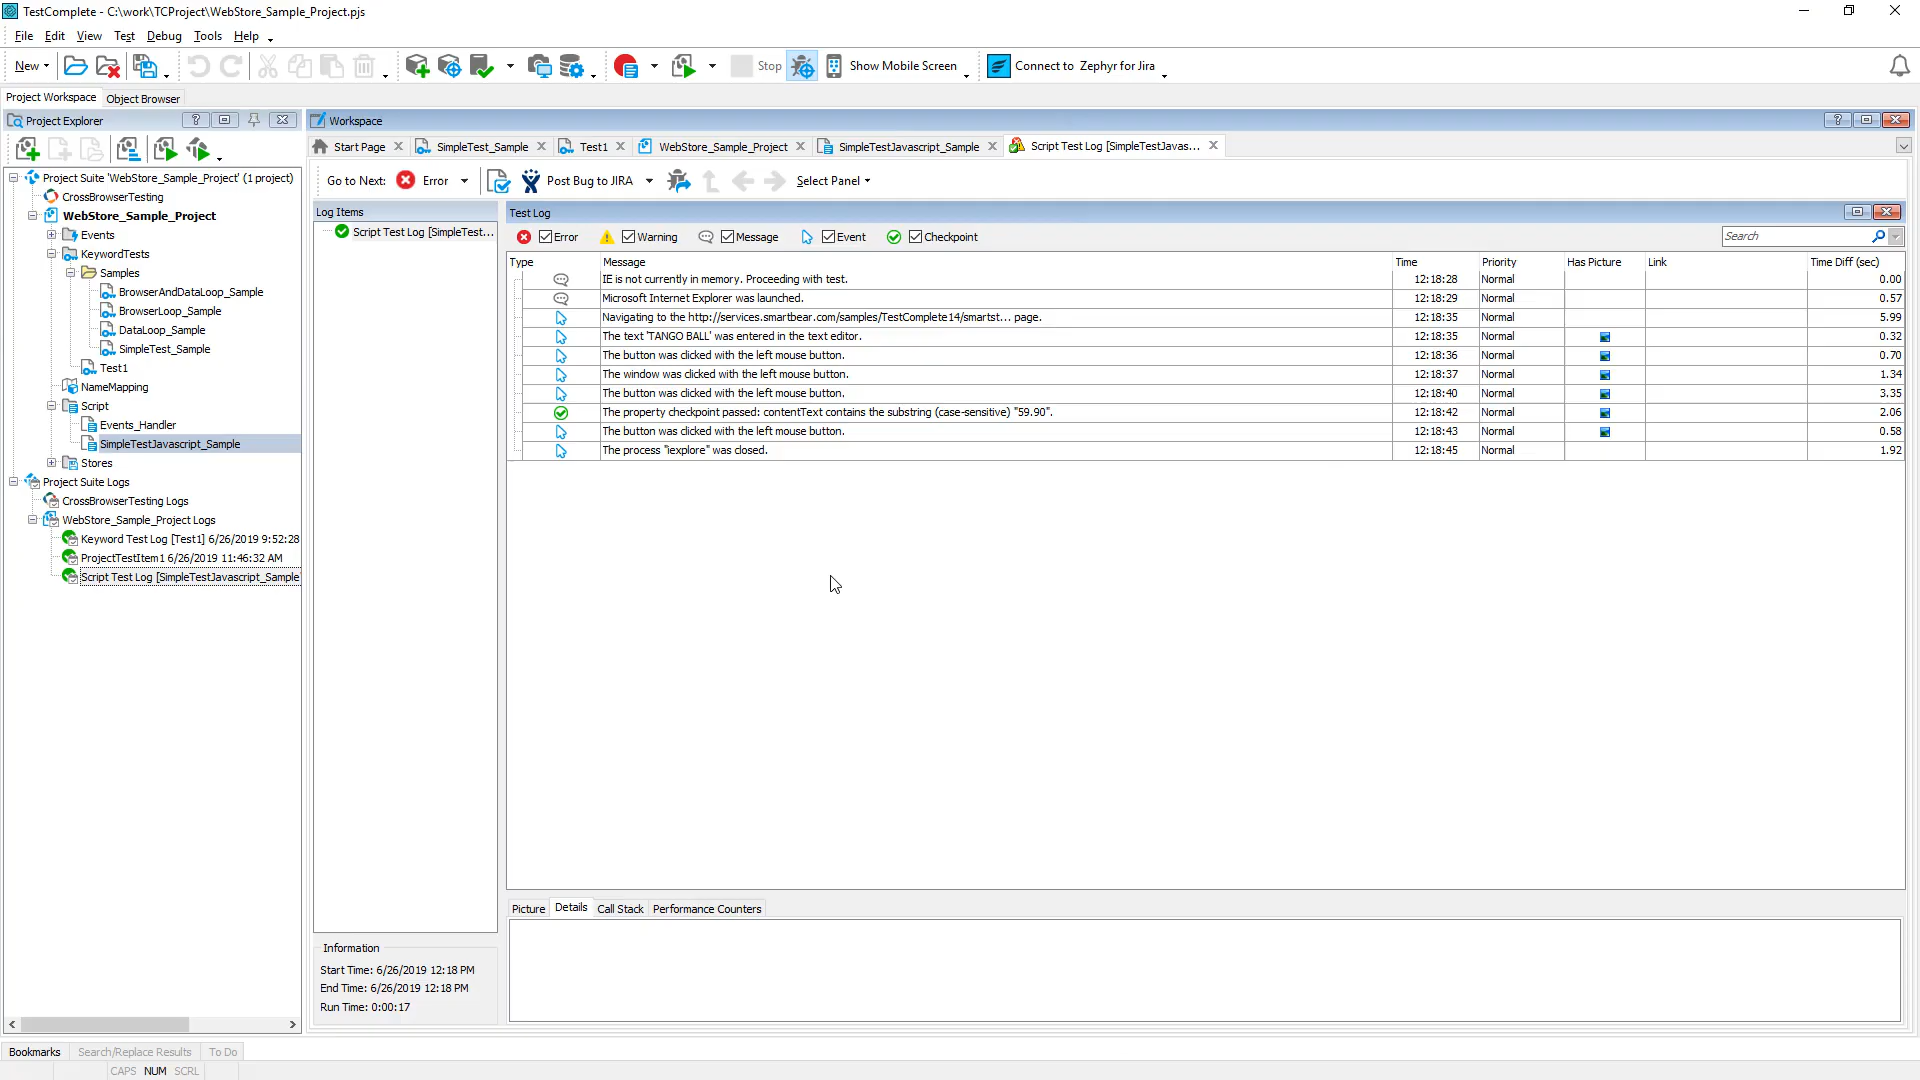 TestComplete - C:\work\TCProject\WebStore_Sample_Project.pjs
File Edit View Test Debug Tools Help
New Stop Show Mobile Screen Connect to Zephyr for Jira
Project Workspace Object Browser
Project Explorer ?
Workspace ?
Start Page SimpleTest_Sample Test1 WebStore_Sample_Project SimpleTestJavascript_Sample Script Test Log [SimpleTestJavas...
Go to Next: Error Post Bug to JIRA Select Panel
Project Suite 'WebStore_Sample_Project' (1 project)
CrossBrowserTesting
WebStore_Sample_Project
Events
KeywordTests
Samples
BrowserAndDataLoop_Sample
BrowserLoop_Sample
DataLoop_Sample
SimpleTest_Sample
Test1
NameMapping
Script
Events_Handler
SimpleTestJavascript_Sample
Stores
Project Suite Logs
CrossBrowserTesting Logs
WebStore_Sample_Project Logs
Keyword Test Log [Test1] 6/26/2019 9:52:28
ProjectTestItem1 6/26/2019 11:46:32 AM
Script Test Log [SimpleTestJavascript_Sample
Log Items
Script Test Log [SimpleTest...
Test Log
Error Warning Message Event Checkpoint Search
Type Message Time Priority Has Picture Link Time Diff (sec)
IE is not currently in memory. Proceeding with test. 12:18:28 Normal 0.00
Microsoft Internet Explorer was launched. 12:18:29 Normal 0.57
Navigating to the http://services.smartbear.com/samples/TestComplete14/smartst... page. 12:18:35 Normal 5.99
The text 'TANGO BALL' was entered in the text editor. 12:18:35 Normal 0.32
The button was clicked with the left mouse button. 12:18:36 Normal 0.70
The window was clicked with the left mouse button. 12:18:37 Normal 1.34
The button was clicked with the left mouse button. 12:18:40 Normal 3.35
The property checkpoint passed: contentText contains the substring (case-sensitive) "59.90". 12:18:42 Normal 2.06
The button was clicked with the left mouse button. 12:18:43 Normal 0.58
The process "iexplore" was closed. 12:18:45 Normal 1.92
Picture Details Call Stack Performance Counters
Information
Start Time: 6/26/2019 12:18 PM
End Time: 6/26/2019 12:18 PM
Run Time: 0:00:17
Bookmarks Search/Replace Results To Do
CAPS NUM SCRL